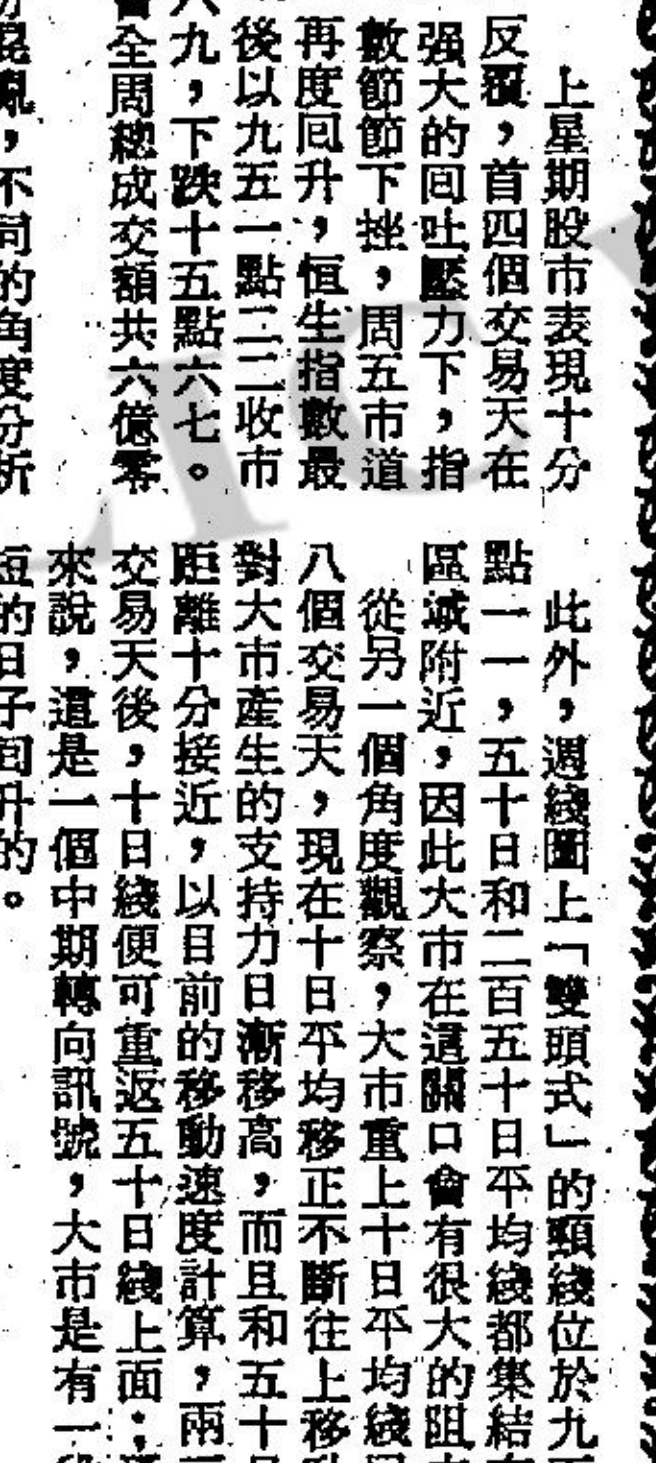 上星期股市表現十分
反覆，首四個交易天在
强大的回吐壓力下，指
數節節下挫，周五市道
再度回升，恒生指數最
後以九五一點二二收市
九，下跌十五點六七。
會全周總成交額共六億零
混亂，不同的角度分析
此外，週綫圖上「雙頭式」的頸綫位於九
點一一，五十日和二百五十日平均綫都集結
區域附近，因此大市在這關口會有很大的阻
從另一個角度觀察，大市重上十日平均綫
八個交易天，現在十日平均移正不斷往上移
對大市產生的支持力日漸移高，而且和五十
距離十分接近，以目前的移動速度計算，兩
交易天後，十日綫便可重返五十日綫上面；
來說，這是一個中期轉向訊號，大市是有一
短的日子回升的。